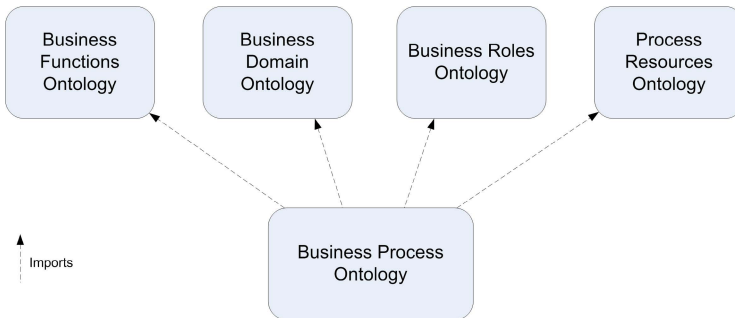 Business
Functions
Ontology
Business
Domain
Ontology
Business Roles
Ontology
Process
Resources
Ontology
Business Process
Ontology
Imports